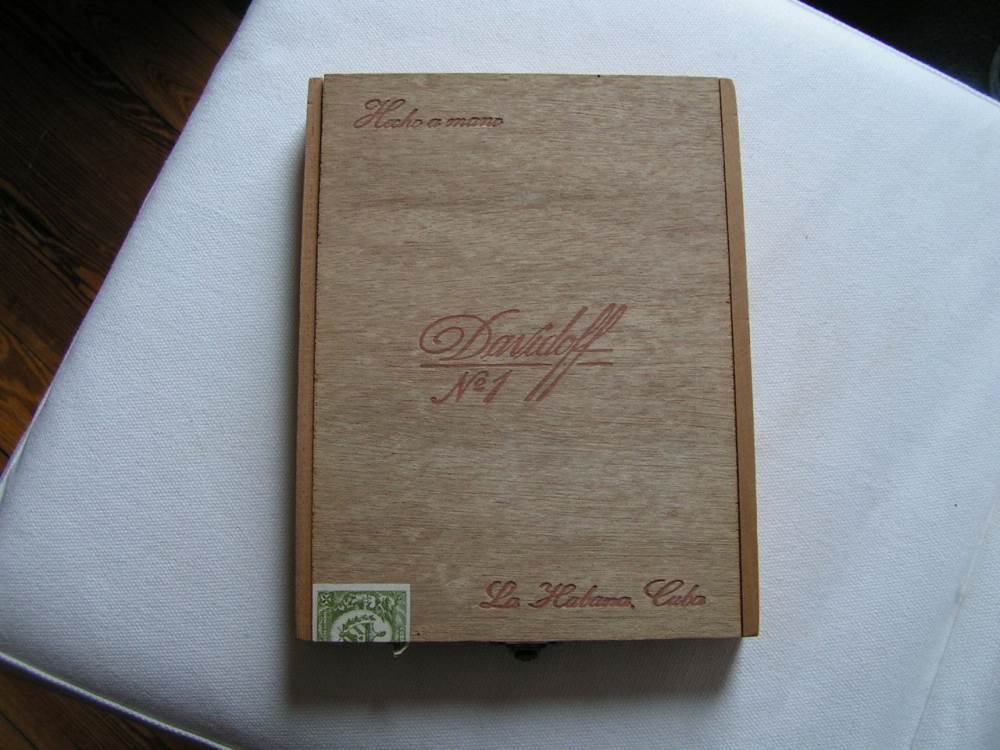 Hecho a mano
Davidoff
Nº1
La Habana, Cuba